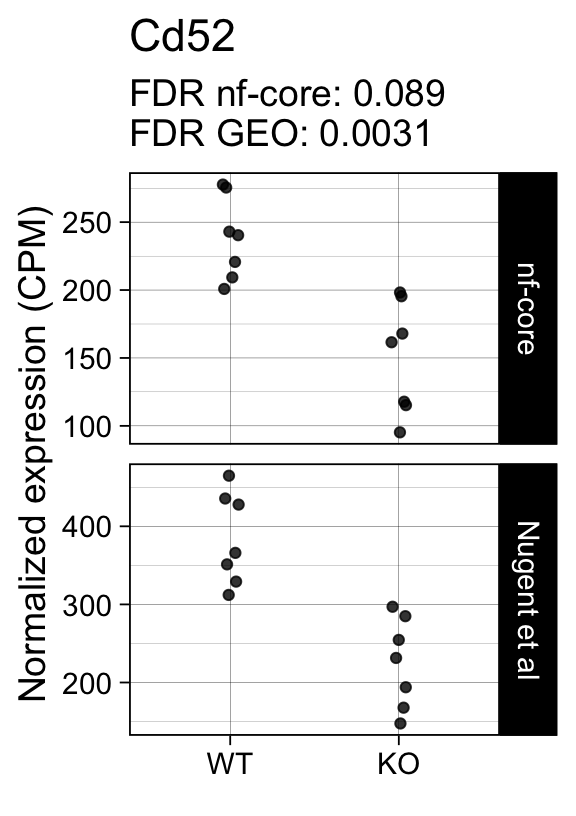 Cd52
FDR nf-core: 0.089
FDR GEO: 0.0031
Normalized expression (CPM)
250
200
150
100
nf-core
400
300
200
Nugent et al
WT
KO